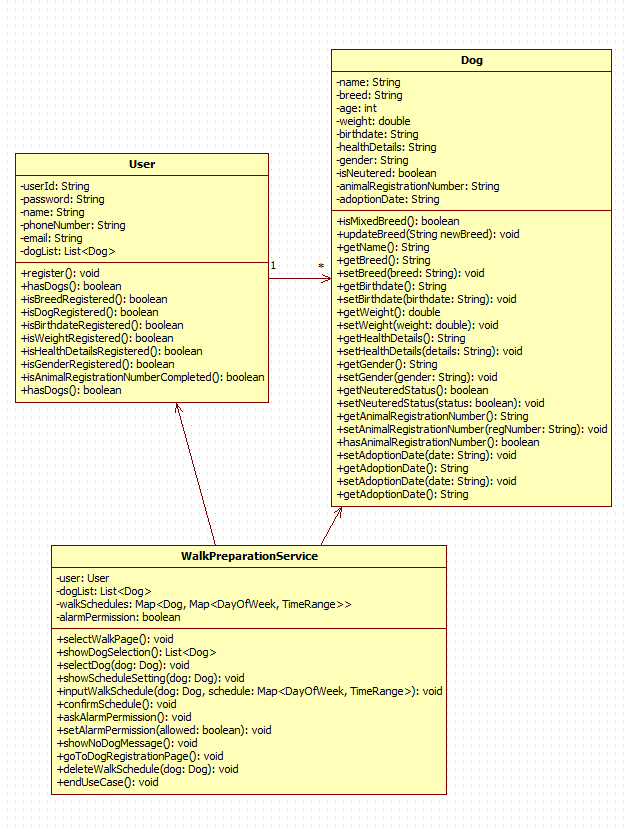 Dog
-name: String
-breed: String
-age: int
-weight: double
-birthdate: String
-healthDetails: String
-gender: String
-isNeutered: boolean
-animalRegistrationNumber: String
-adoptionDate: String
+isMixedBreed(): boolean
+updateBreed(String newBreed): void
+getName(): String
+getBreed(): String
+setBreed(breed: String): void
+getBirthdate(): String
+setBirthdate(birthdate: String): void
+getWeight(): double
+setWeight(weight: double): void
+getHealthDetails(): String
+setHealthDetails(details: String): void
+getGender(): String
+setGender(gender: String): void
+getNeuteredStatus(): boolean
+setNeuteredStatus(status: boolean): void
+getAnimalRegistrationNumber(): String
+setAnimalRegistrationNumber(regNumber: String): void
+hasAnimalRegistrationNumber(): boolean
+setAdoptionDate(date: String): void
+getAdoptionDate(): String
+setAdoptionDate(date: String): void
+getAdoptionDate(): String
User
-userId: String
-password: String
-name: String
-phoneNumber: String
-email: String
-dogList: List<Dog>
+register(): void
+hasDogs(): boolean
+isBreedRegistered(): boolean
+isDogRegistered(): boolean
+isBirthdateRegistered(): boolean
+isWeightRegistered(): boolean
+isHealthDetailsRegistered(): boolean
+isGenderRegistered(): boolean
+isAnimalRegistrationNumberCompleted(): boolean
+hasDogs(): boolean
1
*
WalkPreparationService
-user: User
-dogList: List<Dog>
-walkSchedules: Map<Dog, Map<DayOfWeek, TimeRange>>
-alarmPermission: boolean
+selectWalkPage(): void
+showDogSelection(): List<Dog>
+selectDog(dog: Dog): void
+showScheduleSetting(dog: Dog): void
+inputWalkSchedule(dog: Dog, schedule: Map<DayOfWeek, TimeRange>): void
+confirmSchedule(): void
+askAlarmPermission(): void
+setAlarmPermission(allowed: boolean): void
+showNoDogMessage(): void
+goToDogRegistrationPage(): void
+deleteWalkSchedule(dog: Dog): void
+endUseCase(): void